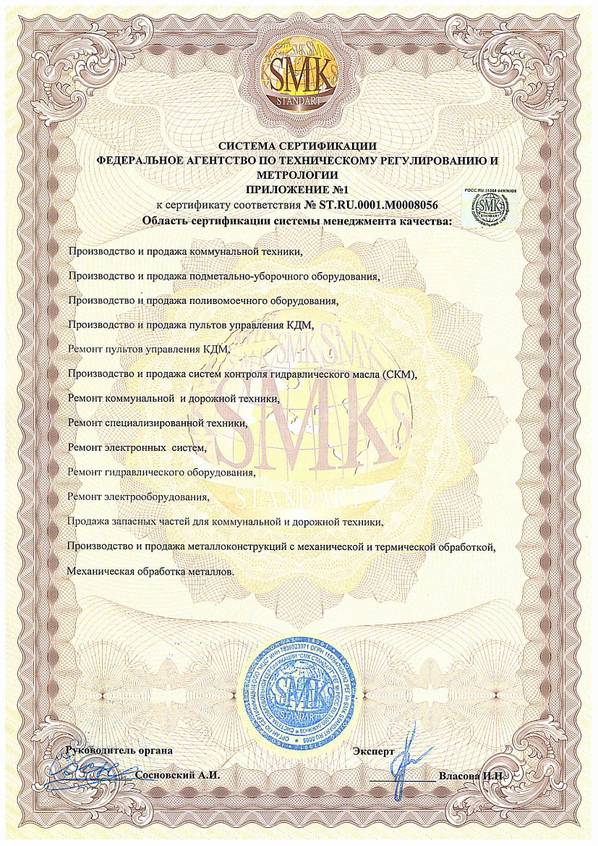 SMK
STANDART
СИСТЕМА СЕРТИФИКАЦИИ
ФЕДЕРАЛЬНОЕ АГЕНТСТВО ПО ТЕХНИЧЕСКОМУ РЕГУЛИРОВАНИЮ И
МЕТРОЛОГИИ
ПРИЛОЖЕНИЕ №1
к сертификату соответствия № ST.RU.0001.M0008056
SMK
Область сертификации системы менеджмента качества:
Производство и продажа коммунальной техники,
Производство и продажа подметально-уборочного оборудования,
Производство и продажа поливомоечного оборудования,
Производство и продажа пультов управления КДМ,
Ремонт пультов управления КДМ,
Производство и продажа систем контроля гидравлического масла (СКМ),
Ремонт коммунальной и дорожной техники,
Ремонт специализированной техники,
Ремонт электронных систем,
Ремонт гидравлического оборудования,
Ремонт электрооборудования,
Продажа запасных частей для коммунальной и дорожной техники,
Производство и продажа металлоконструкций с механической и термической обработкой,
Механическая обработка металлов.
SMK
STANDART
SMK
STANDART
Руководитель органа Эксперт
Сосновский А.И. Власова И.Н.